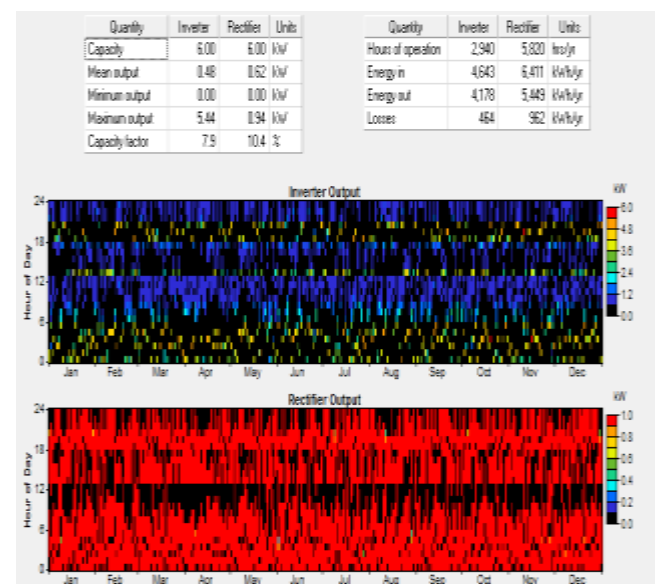 Quantity Inverter Rectifier Units
Capacity 6.00 6.00 kW
Mean output 0.48 0.62 kW
Minimum output 0.00 0.00 kW
Maximum output 5.44 0.94 kW
Capacity factor 7.9 10.4 %
Quantity Inverter Rectifier Units
Hours of operation 2,940 5,820 hrs/yr
Energy in 4,643 6,411 kWh/yr
Energy out 4,178 5,449 kWh/yr
Losses 464 962 kWh/yr
Inverter Output
kW
24
18
12
6
0
Hour of Day
Jan Feb Mar Apr May Jun Jul Aug Sep Oct Nov Dec
6.0
4.8
3.6
2.4
1.2
0.0
Rectifier Output
kW
24
18
12
6
0
Hour of Day
Jan Feb Mar Apr May Jun Jul Aug Sep Oct Nov Dec
1.0
0.8
0.6
0.4
0.2
0.0